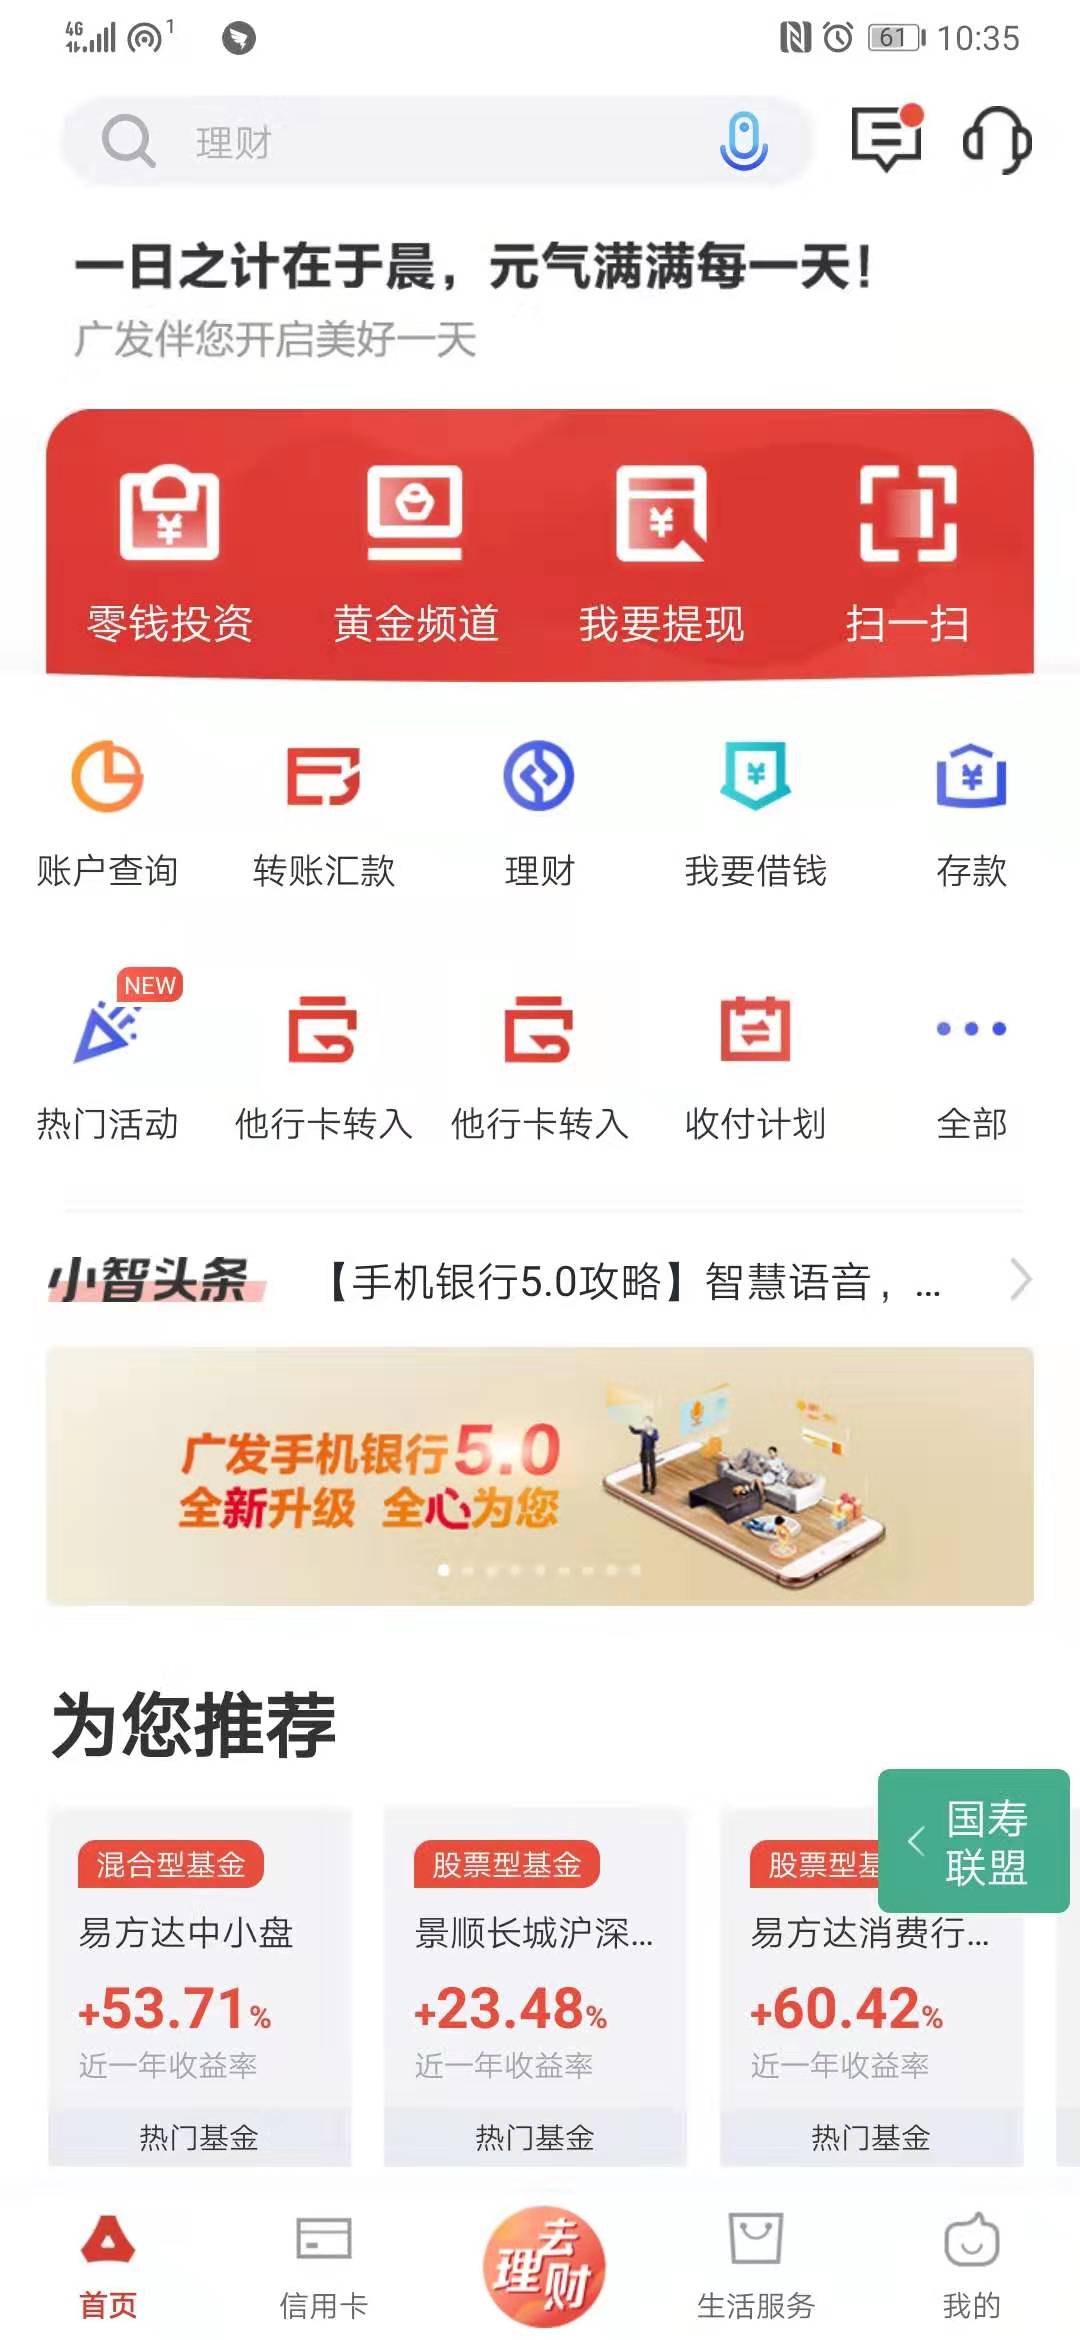 4G 1 61 10:35
理财
一日之计在于晨，元气满满每一天！
广发伴您开启美好一天
零钱投资 黄金频道 我要提现 扫一扫
账户查询 转账汇款 理财 我要借钱 存款
NEW
热门活动 他行卡转入 他行卡转入 收付计划 全部
小智头条 【手机银行5.0攻略】智慧语音，...
广发手机银行5.0
全新升级 全心为您
为您推荐
国寿
联盟
混合型基金 股票型基金 股票型基
易方达中小盘 景顺长城沪深... 易方达消费行...
+53.71% +23.48% +60.42%
近一年收益率 近一年收益率 近一年收益率
热门基金 热门基金 热门基金
去理财
首页 信用卡 生活服务 我的